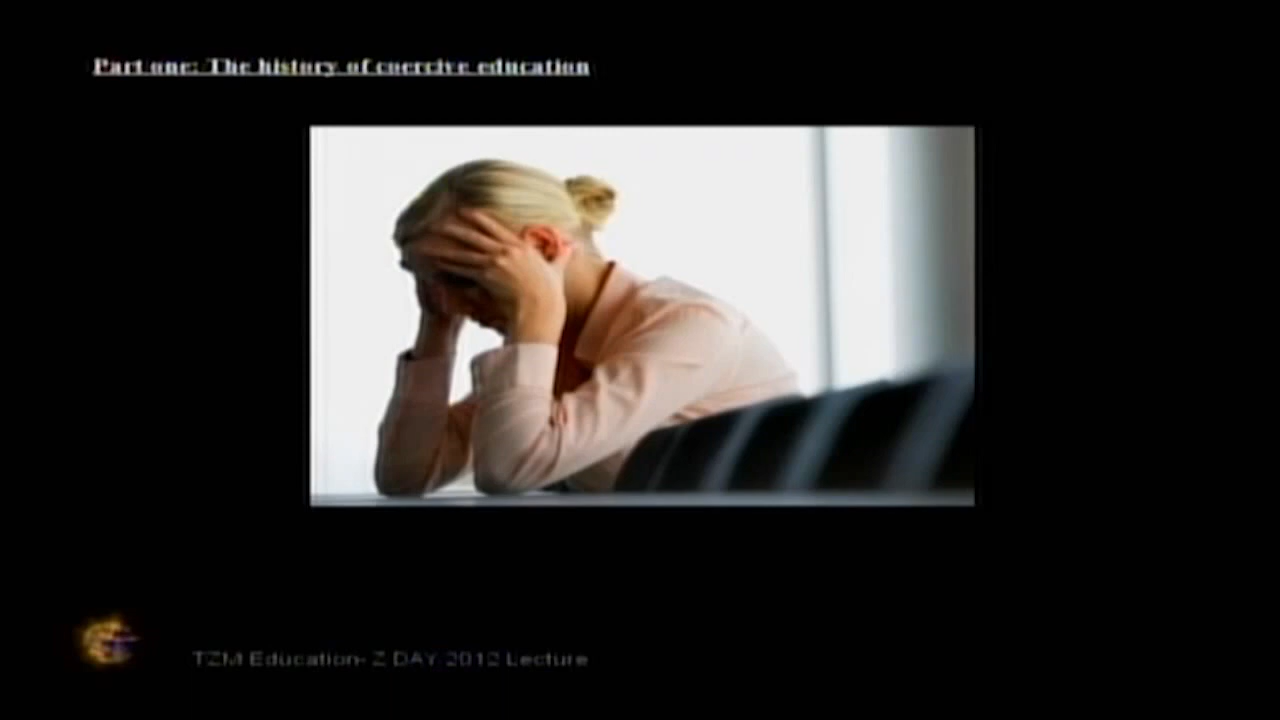 Part one: The history of coercive education
TZM Education- Z DAY 2012 Lecture